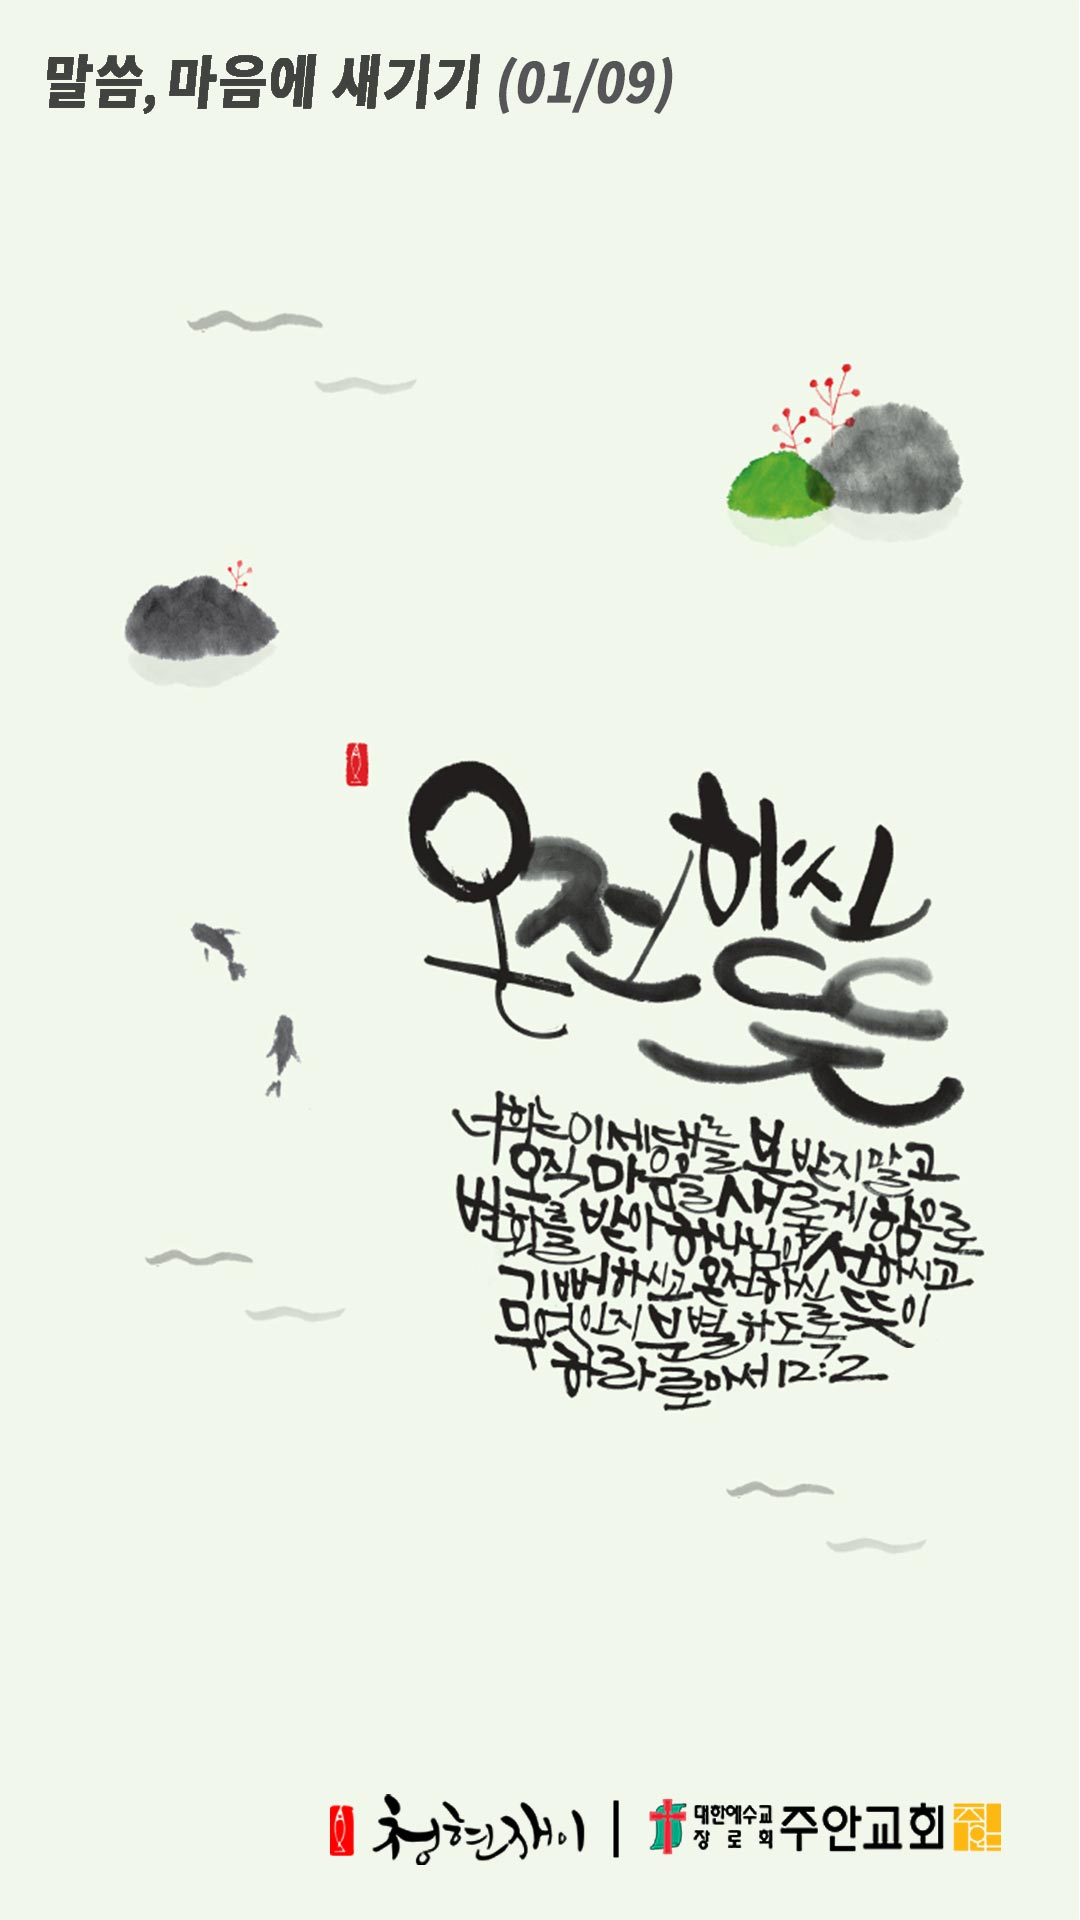 말씀, 마음에 새기기 (01/09)
온전하신
뜻
너희는 이 세대를 본받지 말고
오직 마음을 새롭게 함으로
변화를 받아 하나님의 선하시고
기뻐하시고 온전하신 뜻이
무엇인지 분별하도록
하라 로마서 12:2
청현재이
대한예수교
장로회
주안교회